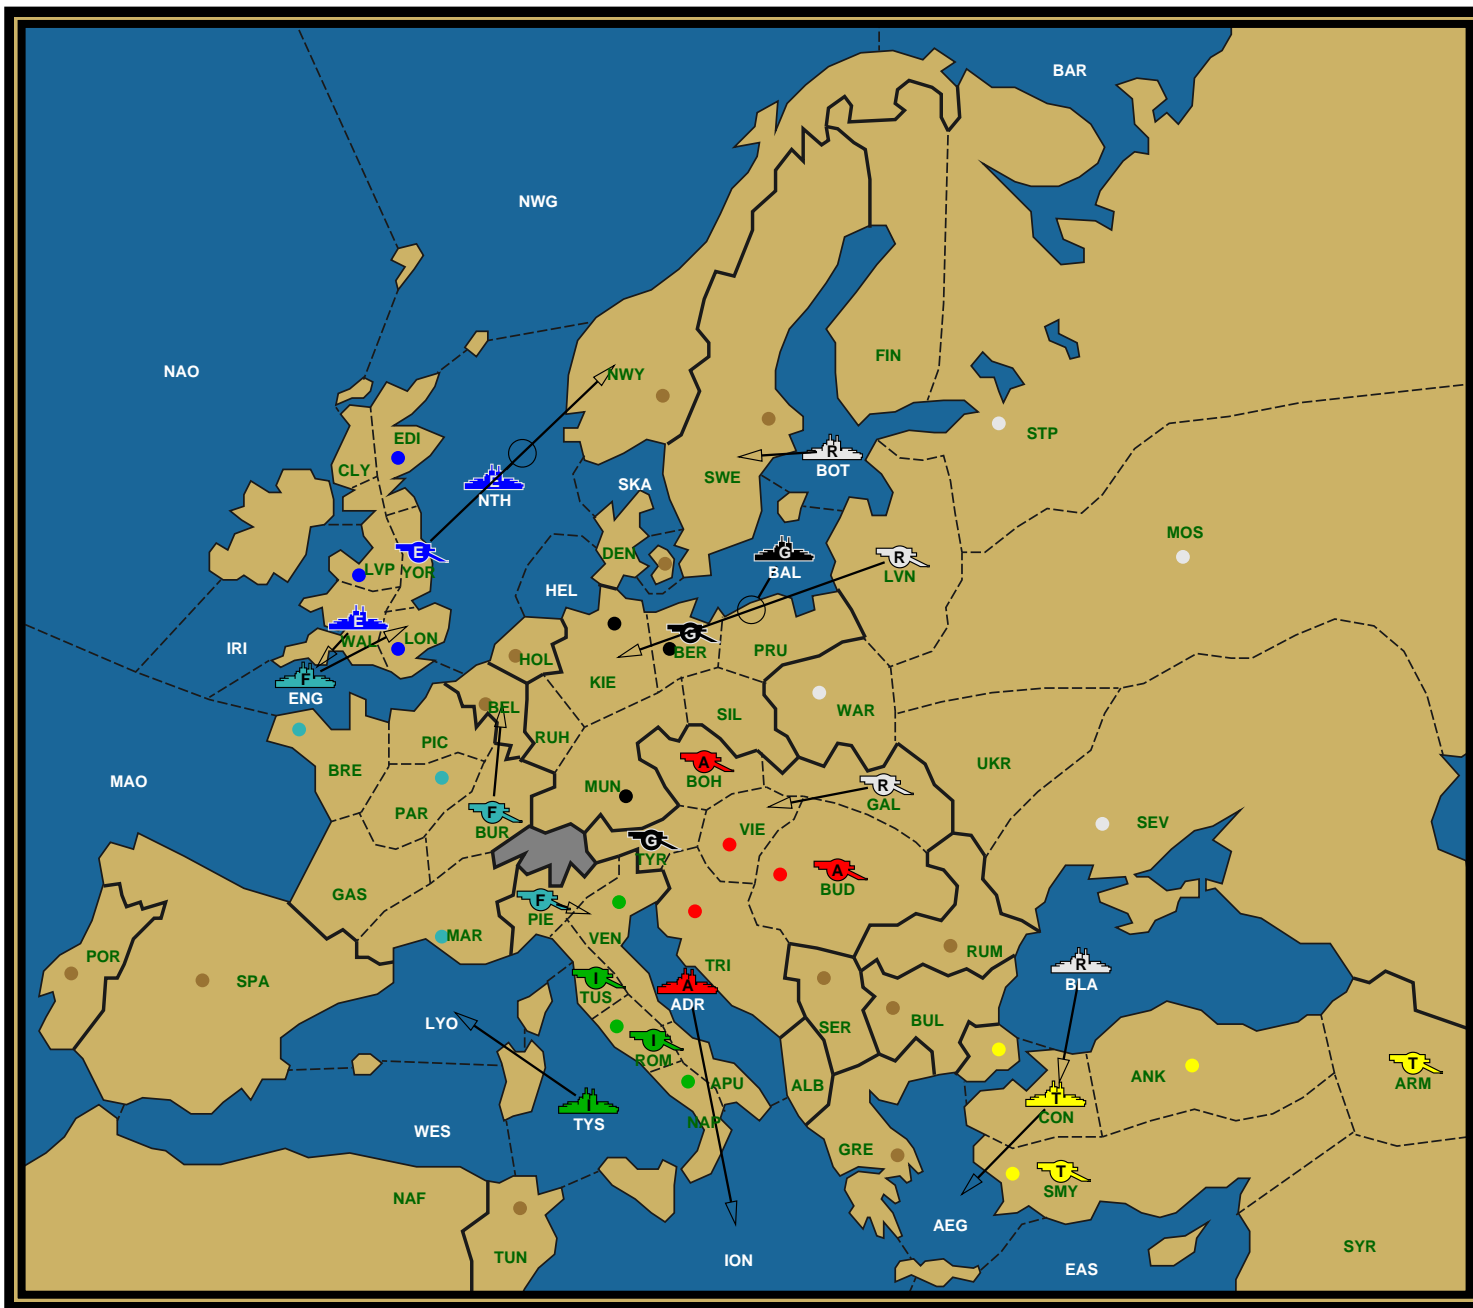 BAR
NWG
NAO
FIN
NWY
EDI
STP
CLY
SWE
R
BOT
SKA
E
NTH
MOS
E
YOR
LVP
DEN
G
BAL
R
LVN
HEL
IRI
E
WAL
LON
G
BER
PRU
HOL
KIE
F
ENG
BEL
SIL
WAR
PIC
RUH
UKR
BRE
A
BOH
MAO
MUN
R
GAL
PAR
F
BUR
VIE
SEV
G
TYR
A
BUD
GAS
F
PIE
MAR
VEN
POR
SPA
TRI
RUM
R
BLA
I
TUS
A
ADR
LYO
SER
BUL
I
ROM
APU
ALB
ANK
T
ARM
I
TYS
NAP
T
CON
WES
GRE
T
SMY
NAF
AEG
SYR
TUN
ION
EAS